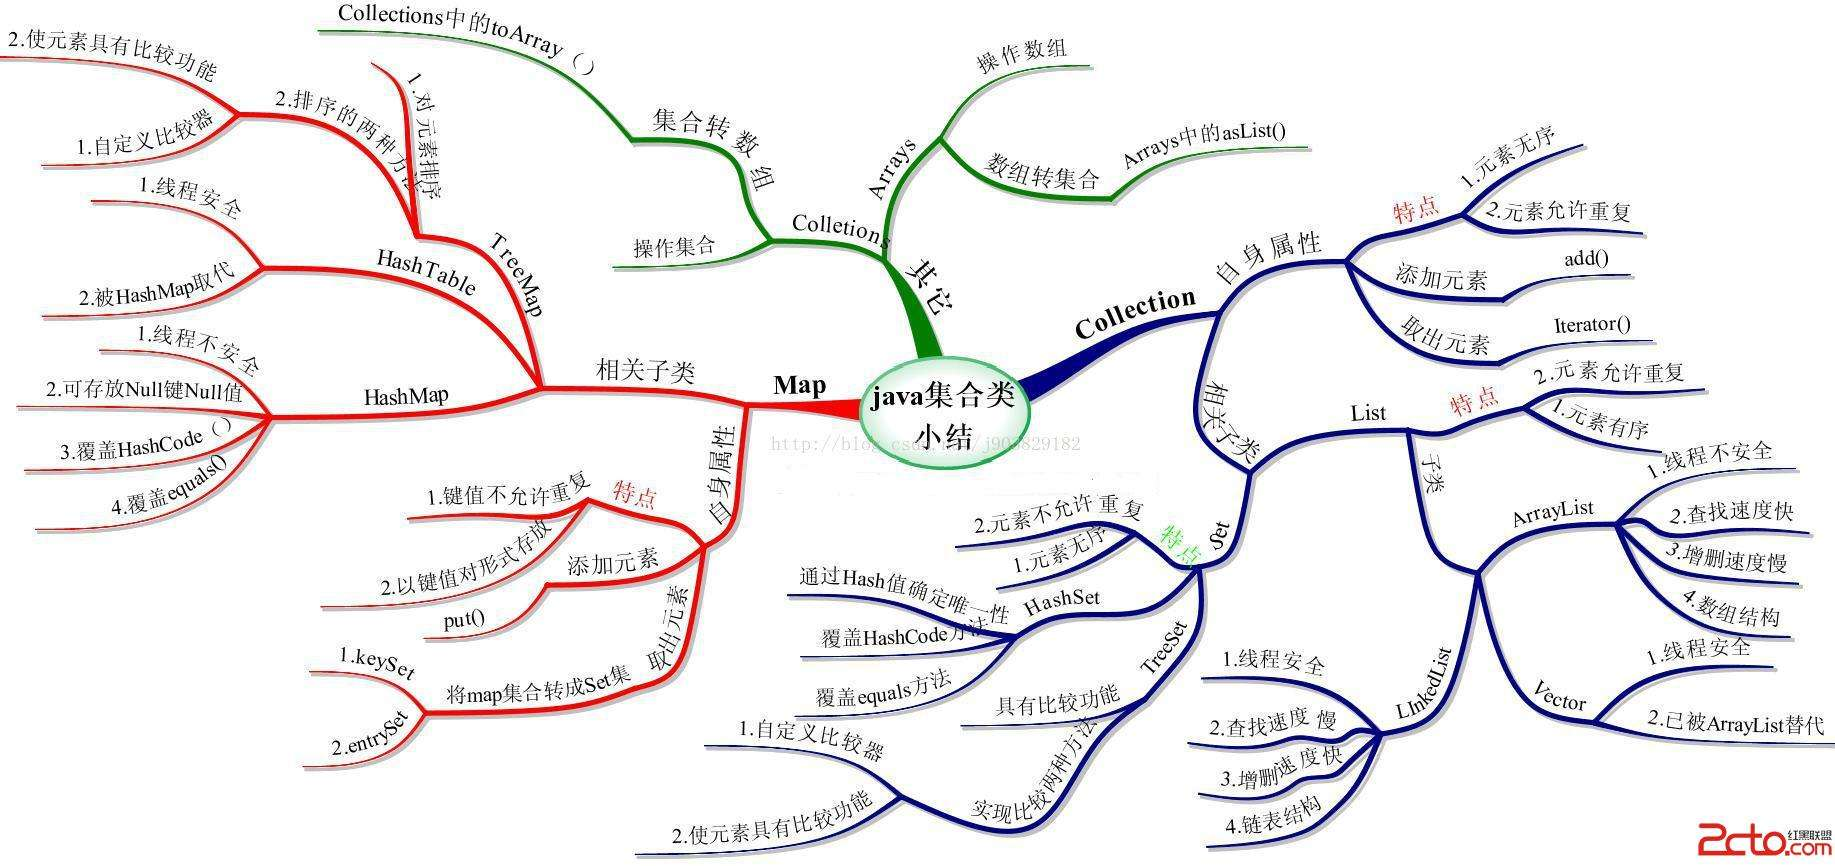 java集合类
小结
Collection
自身属性
特点
1.元素无序
2.元素允许重复
添加元素
add()
取出元素
Iterator()
相关子类
List
特点
2.元素允许重复
1.元素有序
子类
ArrayList
1.线程不安全
2.查找速度快
3.增删速度慢
4.数组结构
Vector
1.线程安全
2.已被ArrayList替代
LInkedList
1.线程安全
2.查找速度 慢
3.增删速度快
4.链表结构
Set
特点
2.元素不允许重复
1.元素无序
HashSet
通过Hash值确定唯一性
覆盖HashCode方法
覆盖equals方法
TreeSet
具有比较功能
实现比较两种方法
1.自定义比较器
2.使元素具有比较功能
其它
Arrays
操作数组
数组转集合
Arrays中的asList()
Colletions
集合转数组
Collections中的toArray（）
操作集合
Map
相关子类
TreeMap
1.对元素排序
2.排序的两种方法
2.使元素具有比较功能
1.自定义比较器
HashTable
1.线程安全
2.被HashMap取代
HashMap
1.线程不安全
2.可存放Null键Null值
3.覆盖HashCode（）
4.覆盖equals()
自身属性
特点
1.键值不允许重复
2.以键值对形式存放
添加元素
put()
取出元素
将map集合转成Set集
1.keySet
2.entrySet
http://blog.csdn.net/j903829182
2cto.com
红黑联盟